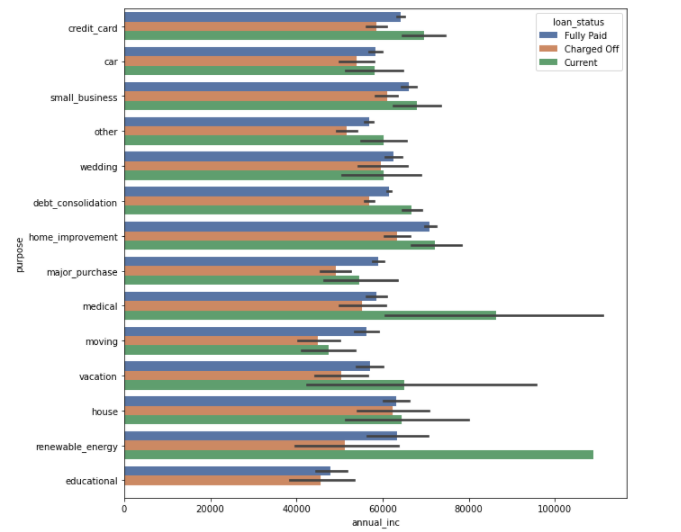 loan_status
Fully Paid
Charged Off
Current
purpose
credit_card
car
small_business
other
wedding
debt_consolidation
home_improvement
major_purchase
medical
moving
vacation
house
renewable_energy
educational
0 20000 40000 60000 80000 100000
annual_inc